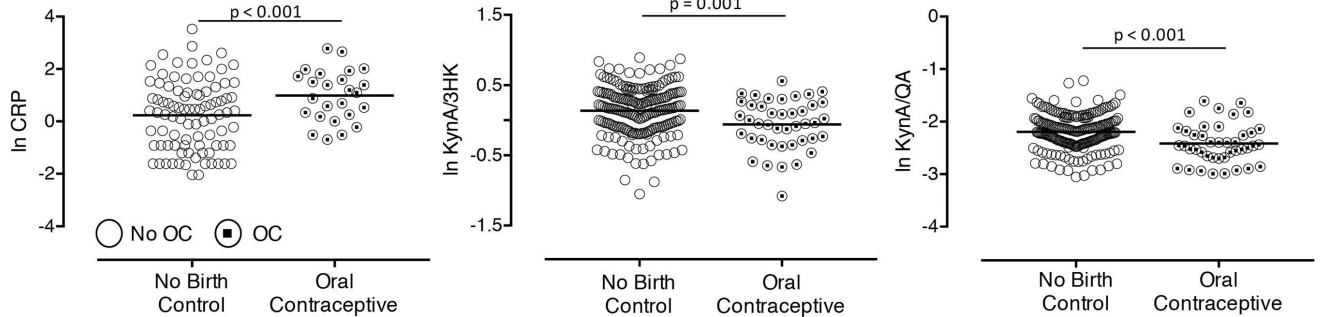 p < 0.001
4
2
0
-2
-4
ln CRP
No OC
OC
No Birth
Control
Oral
Contraceptive
p = 0.001
1.5
0.5
-0.5
-1.5
ln KynA/3HK
No Birth
Control
Oral
Contraceptive
p < 0.001
0
-1
-2
-3
-4
ln KynA/QA
No Birth
Control
Oral
Contraceptive